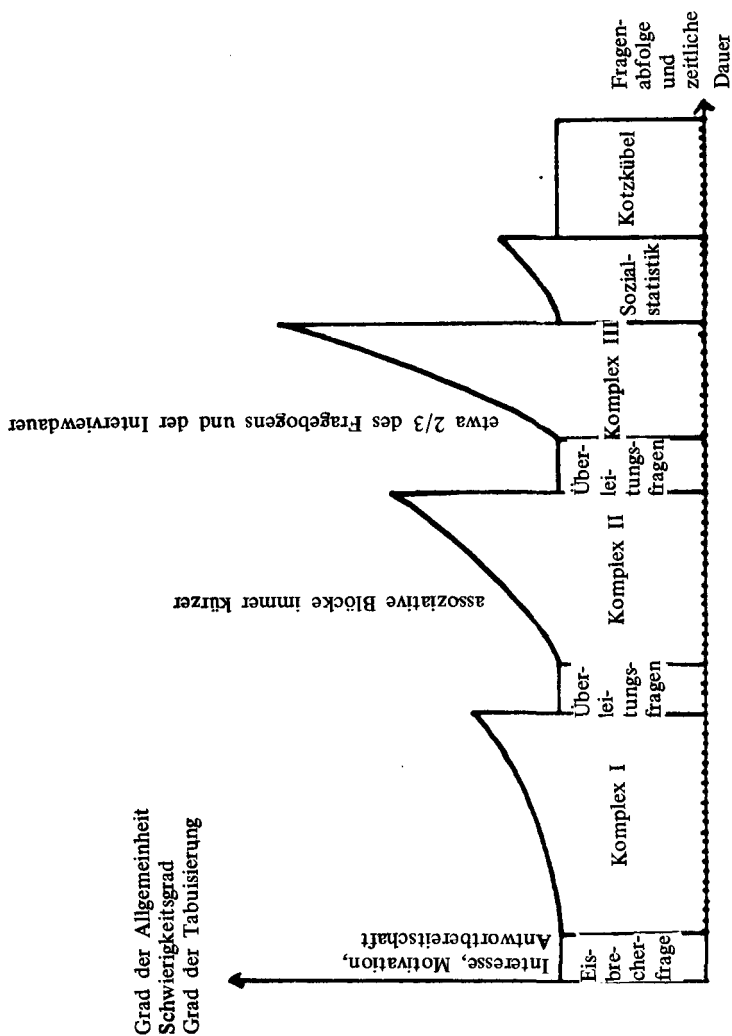 Grad der Allgemeinheit
Schwierigkeitsgrad
Grad der Tabuisierung
Interesse, Motivation,
Antwortbereitschaft
assoziative Blöcke immer kürzer
etwa 2/3 des Fragebogens und der Interviewdauer
Eis-
bre-
cher-
frage
Komplex I
Über-
lei-
tungs-
fragen
Komplex II
Über-
lei-
tungs-
fragen
Komplex III
Sozial-
statistik
Kotzkübel
Fragen-
abfolge
und
zeitliche
Dauer